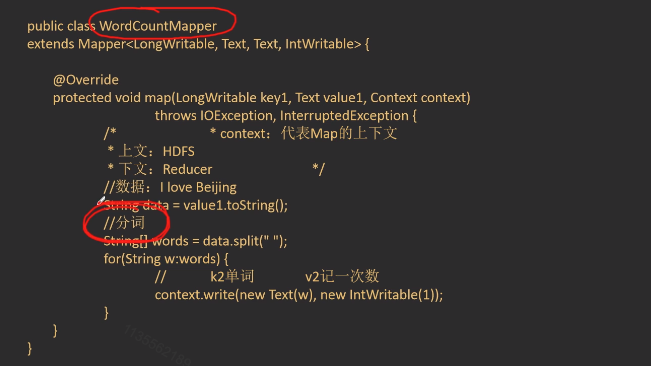 public class WordCountMapper
extends Mapper<LongWritable, Text, Text, IntWritable> {
@Override
protected void map(LongWritable key1, Text value1, Context context)
throws IOException, InterruptedException {
/* * context：代表Map的上下文
* 上文：HDFS
* 下文：Reducer */
//数据：I love Beijing
String data = value1.toString();
//分词
String[] words = data.split(" ");
for(String w:words) {
// k2单词 v2记一次数
context.write(new Text(w), new IntWritable(1));
}
}
}